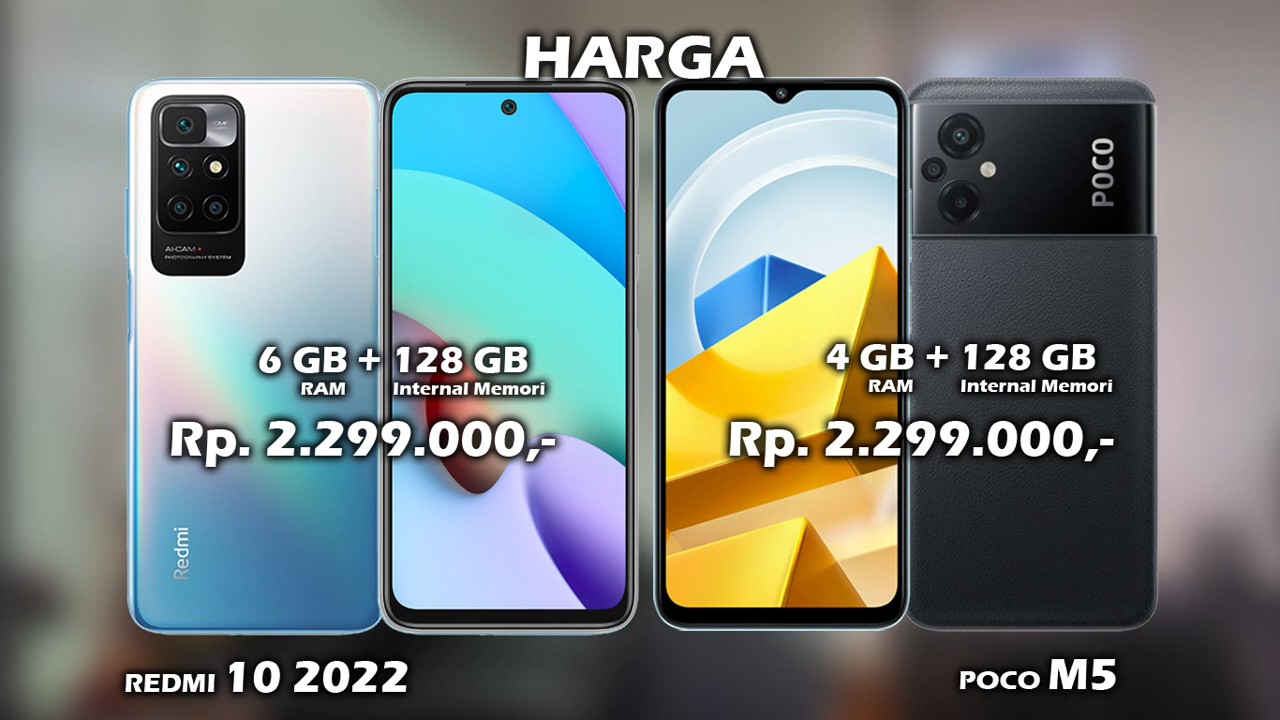 HARGA
POCO
AI-CAM
PHOTOGRAPHY SYSTEM
6 GB + 128 GB
RAM Internal Memori
Rp. 2.299.000,-
4 GB + 128 GB
RAM Internal Memori
Rp. 2.299.000,-
Redmi
REDMI 10 2022
POCO M5